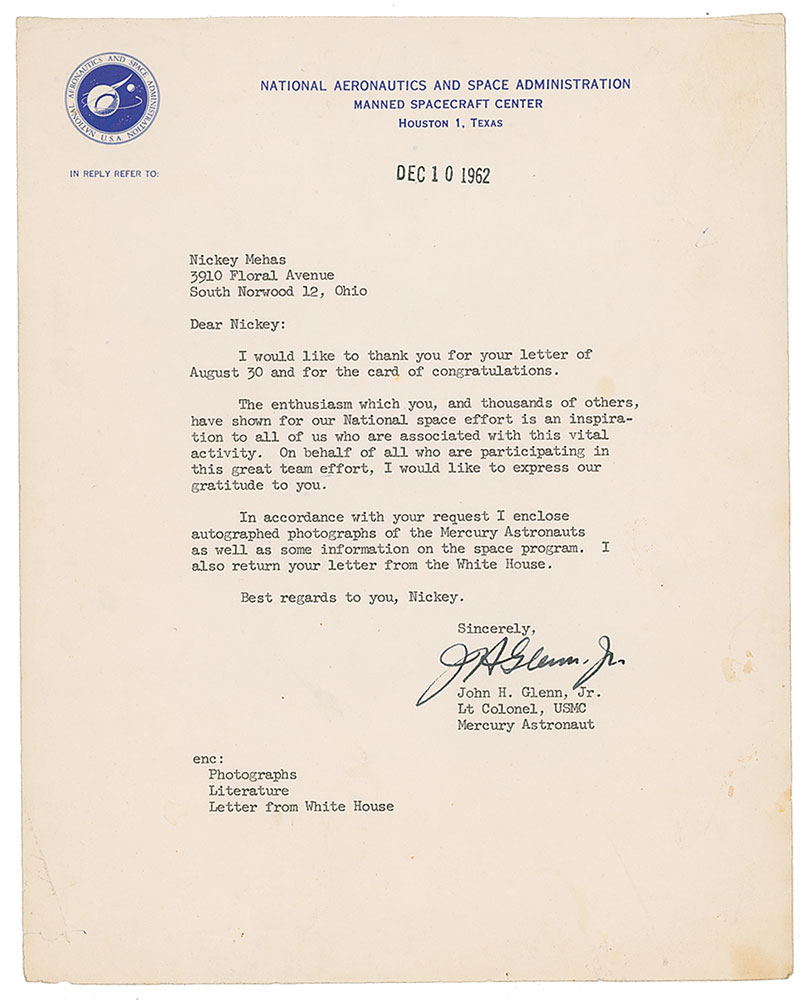 NATIONAL AERONAUTICS AND SPACE ADMINISTRATION
U.S.A.
NATIONAL AERONAUTICS AND SPACE ADMINISTRATION
MANNED SPACECRAFT CENTER
HOUSTON 1, TEXAS
IN REPLY REFER TO:
DEC 10 1962
Nickey Mehas
3910 Floral Avenue
South Norwood 12, Ohio
Dear Nickey:
I would like to thank you for your letter of
August 30 and for the card of congratulations.
The enthusiasm which you, and thousands of others,
have shown for our National space effort is an inspira-
tion to all of us who are associated with this vital
activity. On behalf of all who are participating in
this great team effort, I would like to express our
gratitude to you.
In accordance with your request I enclose
autographed photographs of the Mercury Astronauts
as well as some information on the space program. I
also return your letter from the White House.
Best regards to you, Nickey.
Sincerely,
J H Glenn, Jr.
John H. Glenn, Jr.
Lt Colonel, USMC
Mercury Astronaut
enc:
Photographs
Literature
Letter from White House